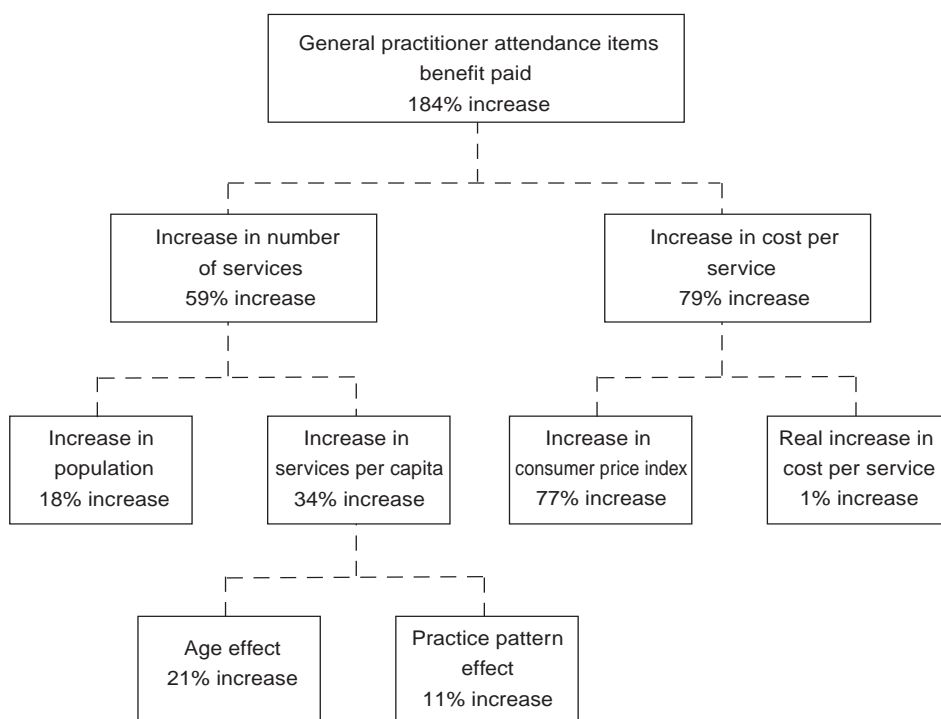 General practitioner attendance items
benefit paid
184% increase
Increase in number
of services
59% increase
Increase in cost per
service
79% increase
Increase in
population
18% increase
Increase in
services per capita
34% increase
Increase in
consumer price index
77% increase
Real increase in
cost per service
1% increase
Age effect
21% increase
Practice pattern
effect
11% increase